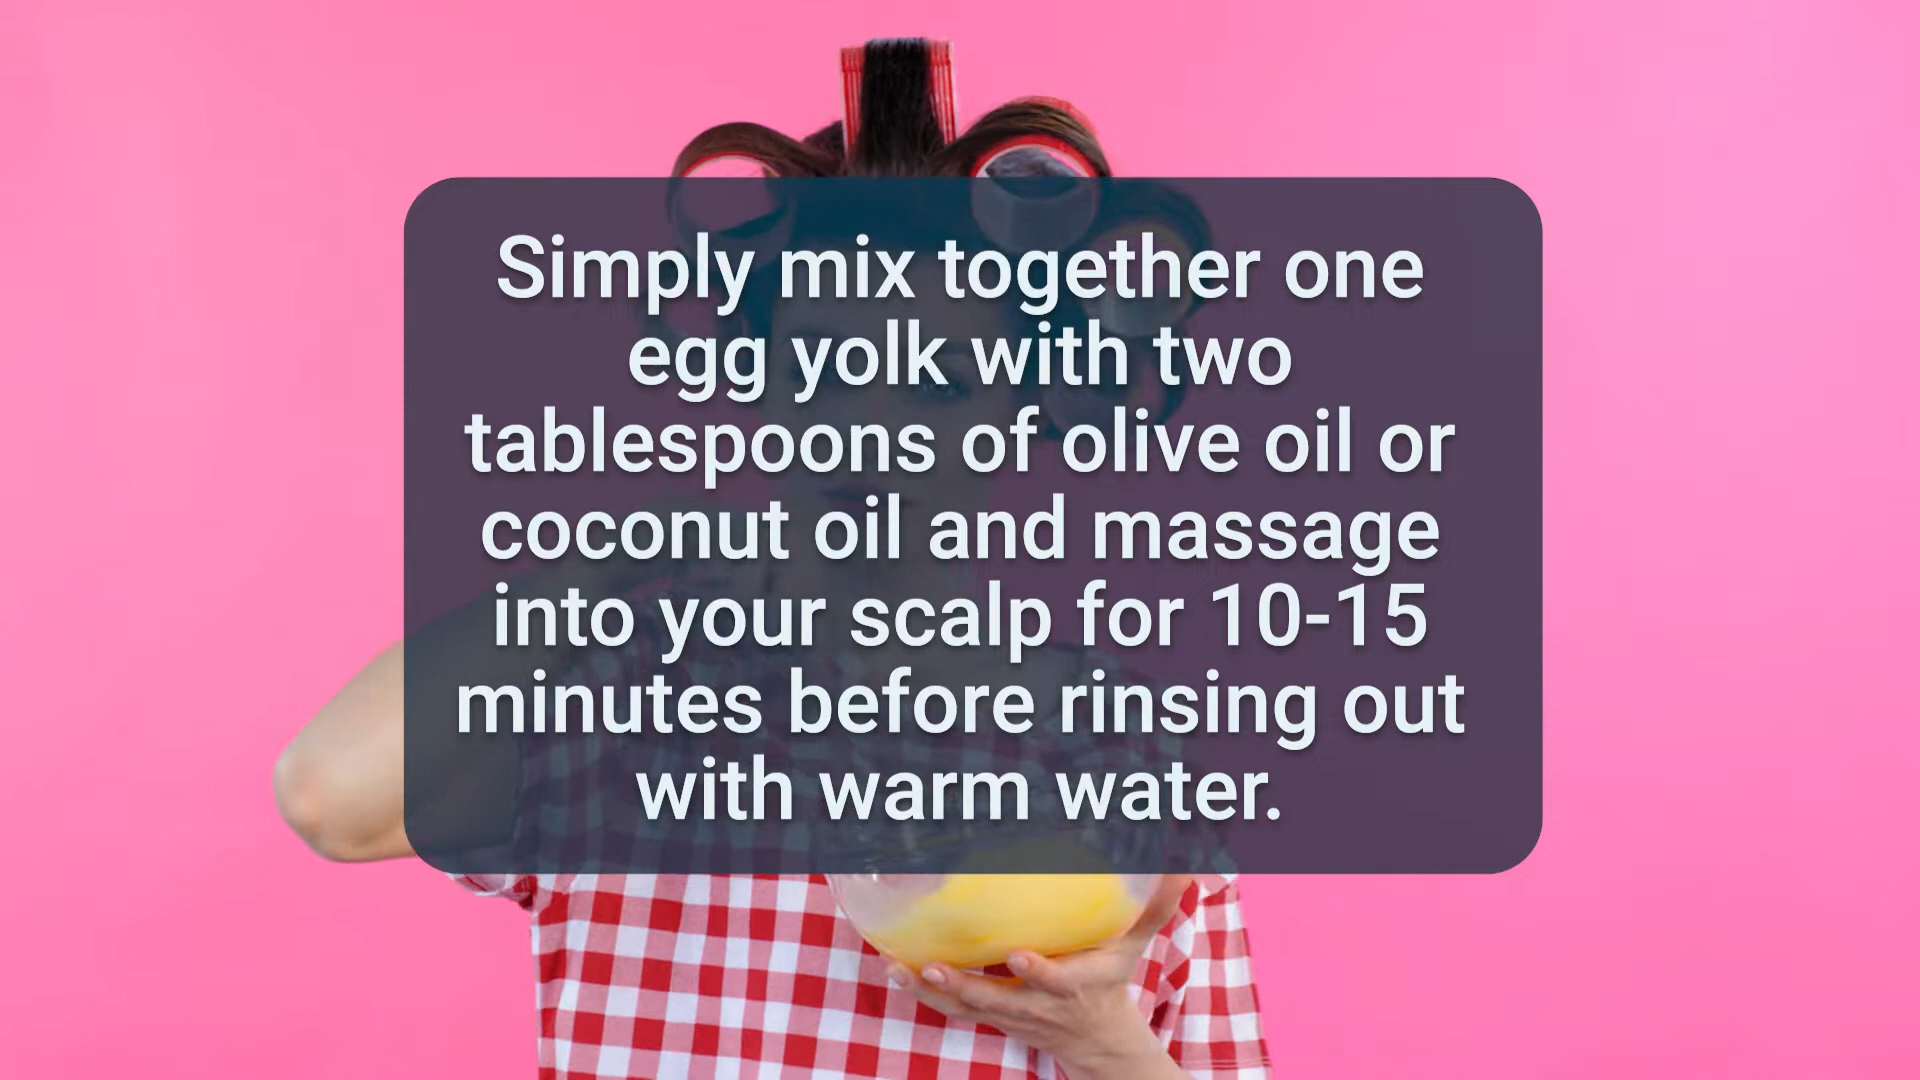 Simply mix together one
egg yolk with two
tablespoons of olive oil or
coconut oil and massage
into your scalp for 10-15
minutes before rinsing out
with warm water.